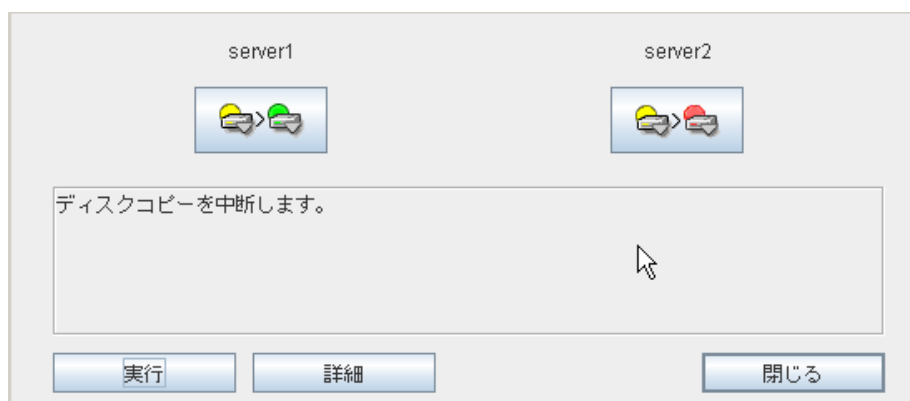 server1
server2
ディスクコピーを中断します。
実行
詳細
閉じる